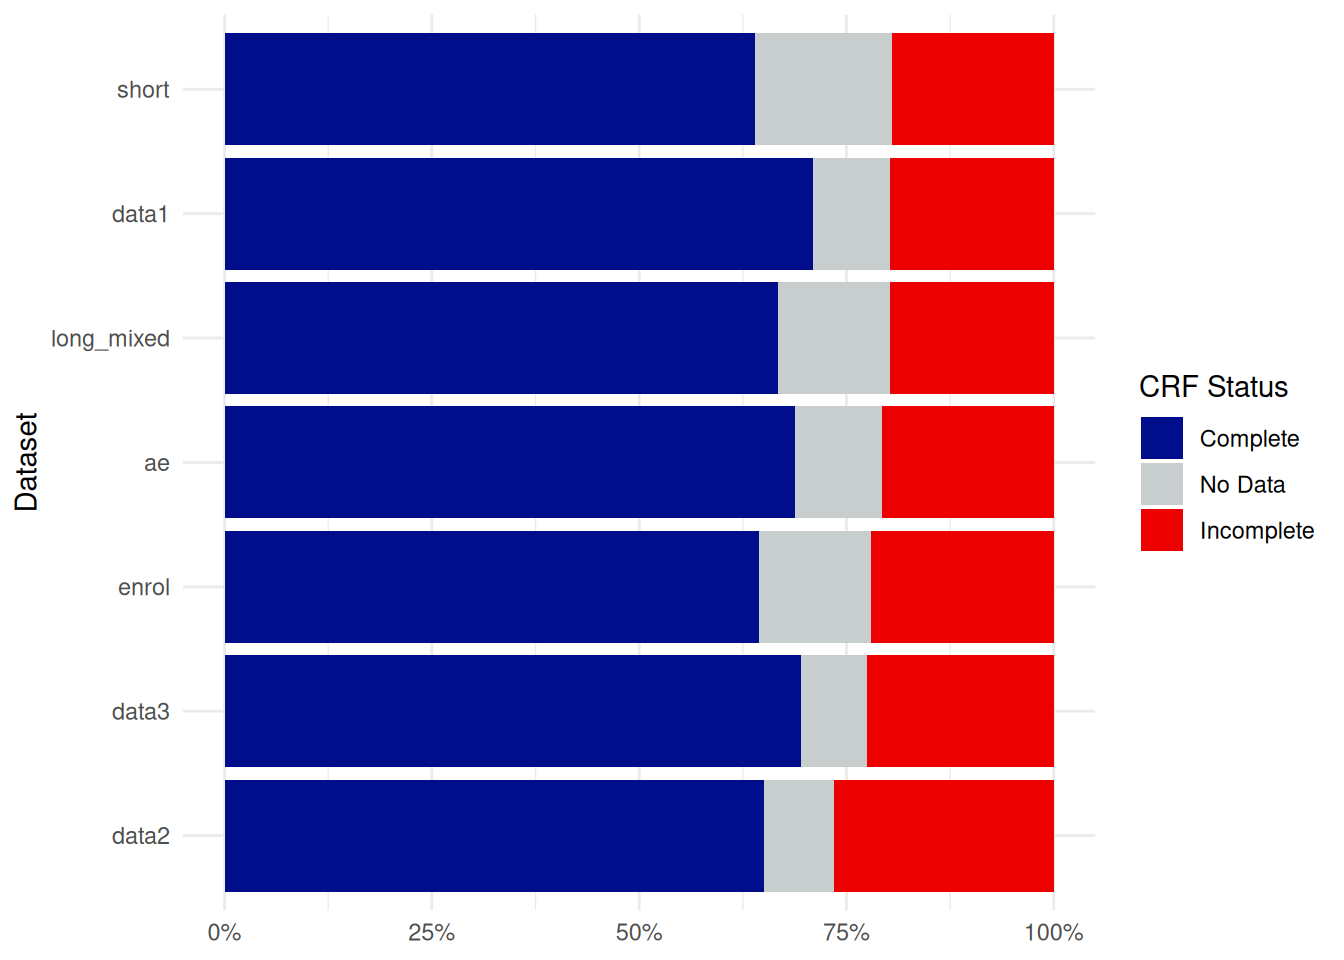 short
data1
long_mixed
ae
enrol
data3
data2
Dataset
0% 25% 50% 75% 100%
CRF Status
Complete
No Data
Incomplete